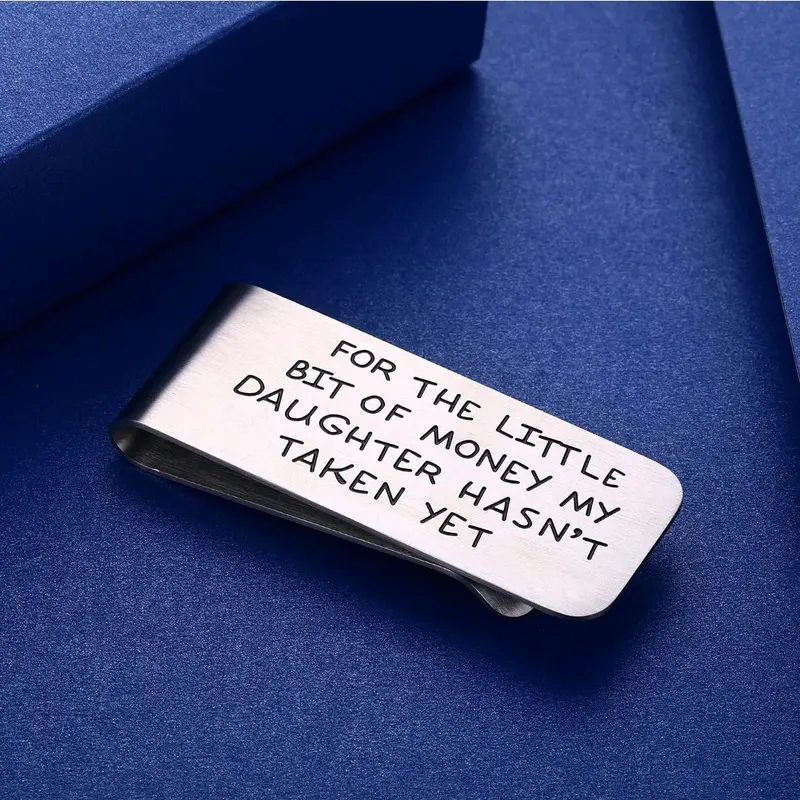 FOR THE LITTLE
BIT OF MONEY MY
DAUGHTER HASN'T
TAKEN YET